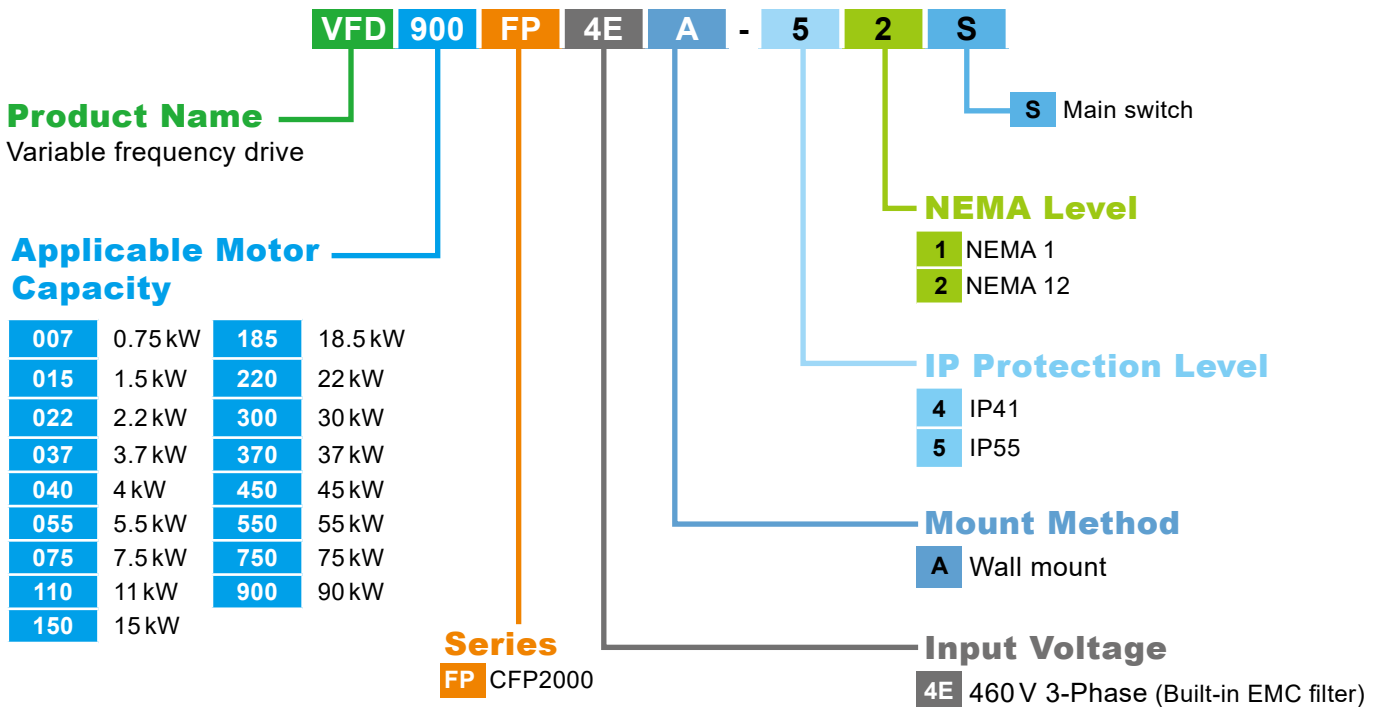 VFD 900 FP 4E A - 5 2 S
S Main switch
Product Name
Variable frequency drive
NEMA Level
1 NEMA 1
2 NEMA 12
Applicable Motor
Capacity
007 0.75 kW 185 18.5 kW
015 1.5 kW 220 22 kW
022 2.2 kW 300 30 kW
037 3.7 kW 370 37 kW
040 4 kW 450 45 kW
055 5.5 kW 550 55 kW
075 7.5 kW 750 75 kW
110 11 kW 900 90 kW
150 15 kW
IP Protection Level
4 IP41
5 IP55
Mount Method
A Wall mount
Series
FP CFP2000
Input Voltage
4E 460 V 3-Phase (Built-in EMC filter)